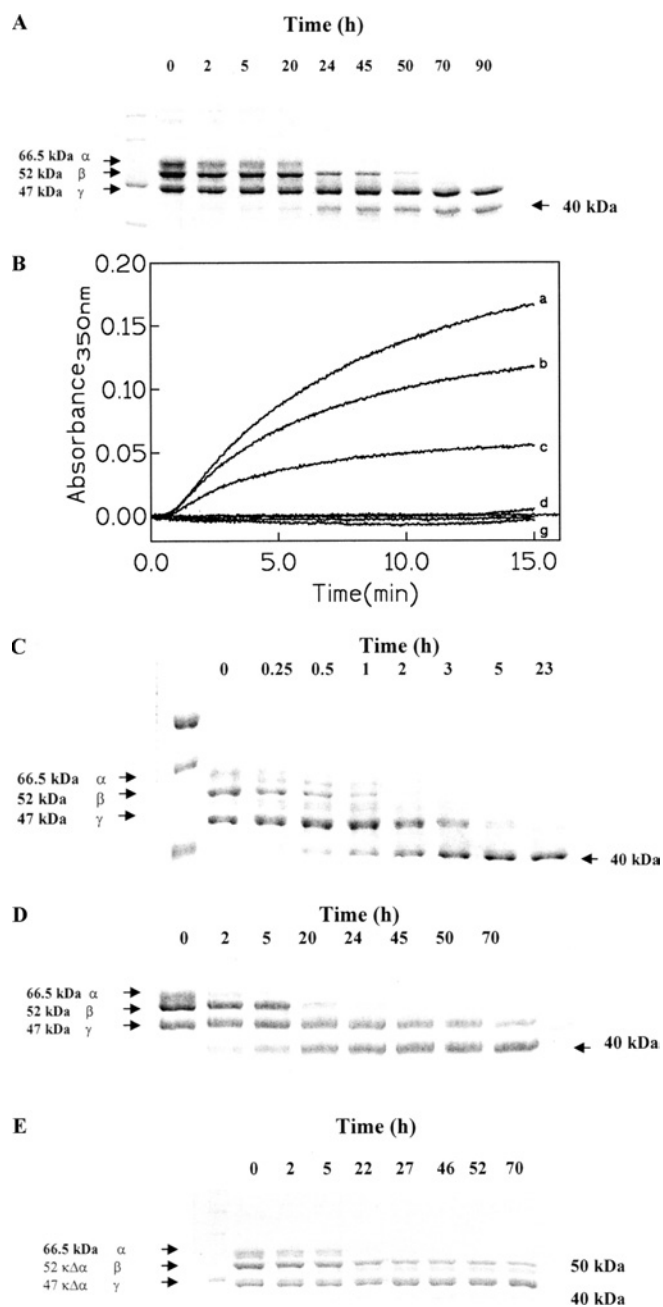 A
Time (h)
0 2 5 20 24 45 50 70 90
66.5 kDa α
52 kDa β
47 kDa γ
40 kDa
B
0.20
0.15
0.10
0.05
0.00
Absorbance350nm
a
b
c
d
g
0.0 5.0 10.0 15.0
Time(min)
C
Time (h)
0 0.25 0.5 1 2 3 5 23
66.5 kDa α
52 kDa β
47 kDa γ
40 kDa
D
Time (h)
0 2 5 20 24 45 50 70
66.5 kDa α
52 kDa β
47 kDa γ
40 kDa
E
Time (h)
0 2 5 22 27 46 52 70
66.5 kDa α
52 κΔα β
47 κΔα γ
50 kDa
40 kDa